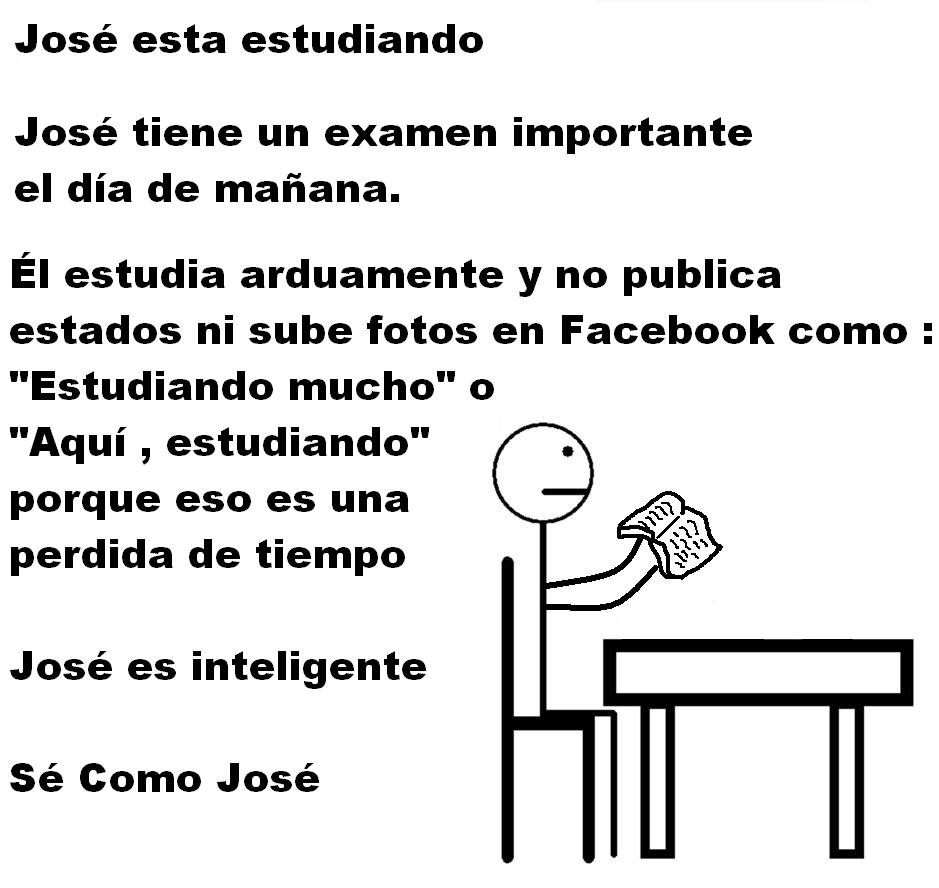 José esta estudiando
José tiene un examen importante
el día de mañana.
Él estudia arduamente y no publica
estados ni sube fotos en Facebook como :
"Estudiando mucho" o
"Aquí , estudiando"
porque eso es una
perdida de tiempo
José es inteligente
Sé Como José